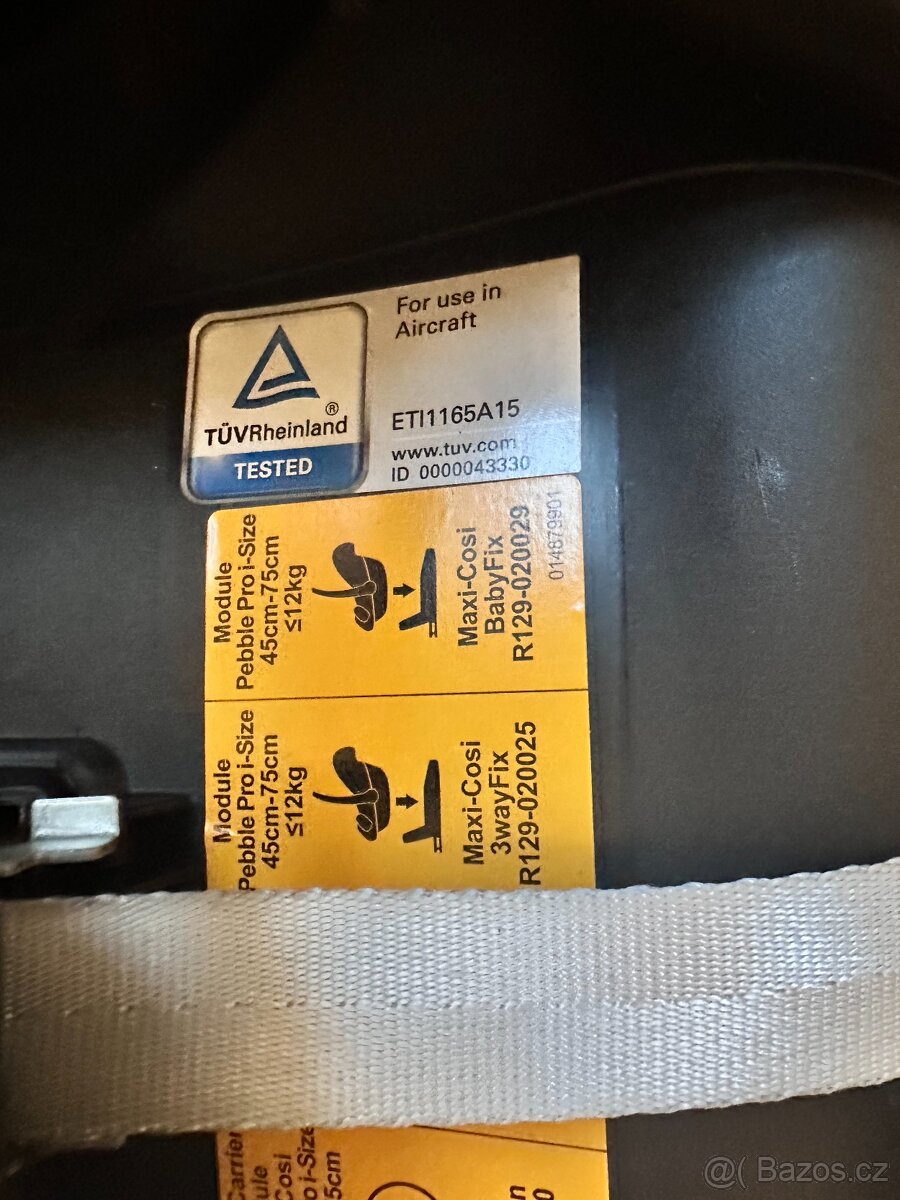 For use in
Aircraft
TÜVRheinland®
TESTED
ETI1165A15
www.tuv.com
ID 0000043330
Module
Pebble Pro i-Size
45cm-75cm
≤12kg
Maxi-Cosi
BabyFix
R129-020029
014879901
Module
Pebble Pro i-Size
45cm-75cm
≤12kg
Maxi-Cosi
3wayFix
R129-020025
Carrier
@( Bazos.cz